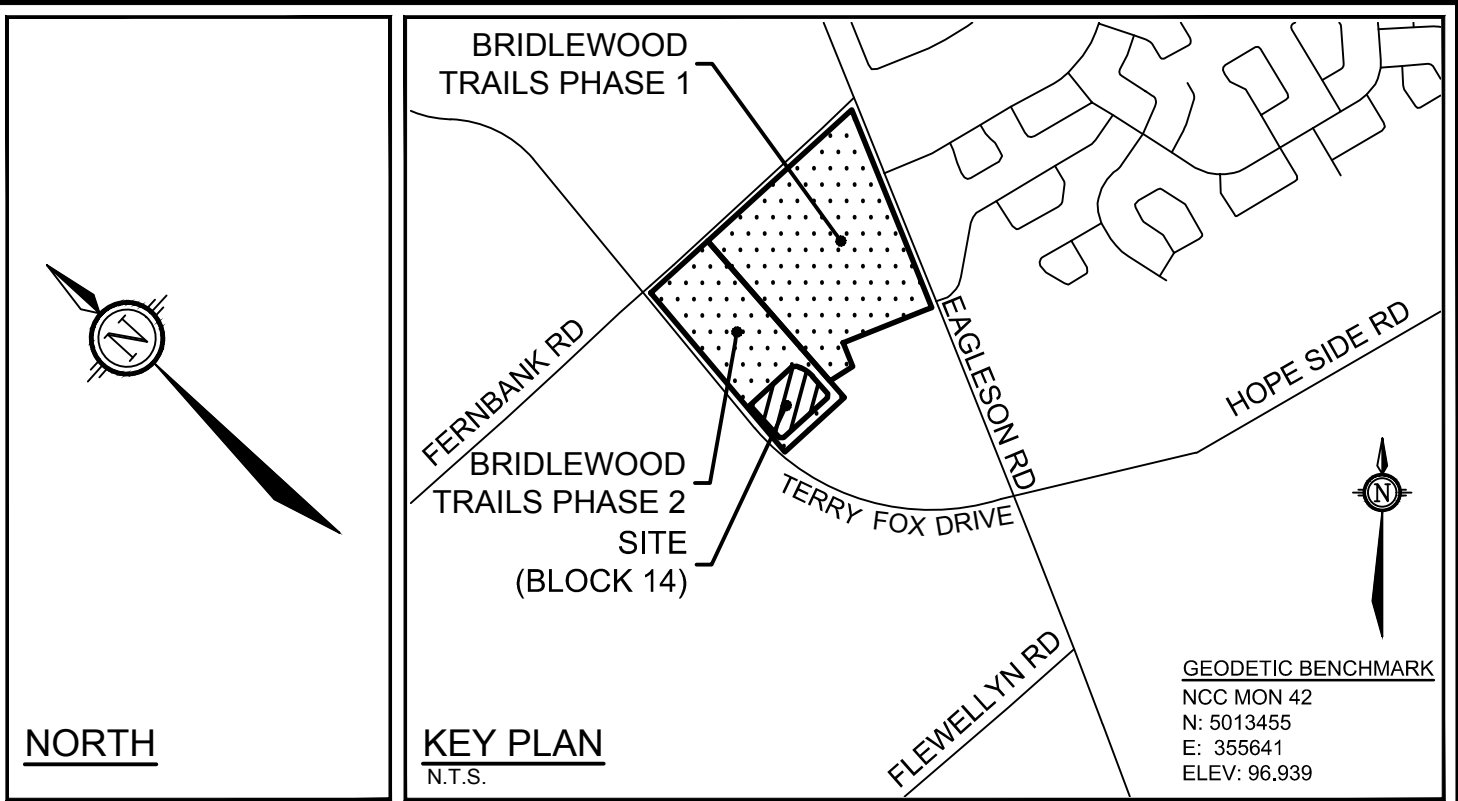 N
NORTH
BRIDLEWOOD
TRAILS PHASE 1
FERNBANK RD
EAGLESON RD
HOPE SIDE RD
BRIDLEWOOD
TRAILS PHASE 2
SITE
(BLOCK 14)
TERRY FOX DRIVE
N
FLEWELLYN RD
GEODETIC BENCHMARK
NCC MON 42
N: 5013455
E: 355641
ELEV: 96.939
KEY PLAN
N.T.S.